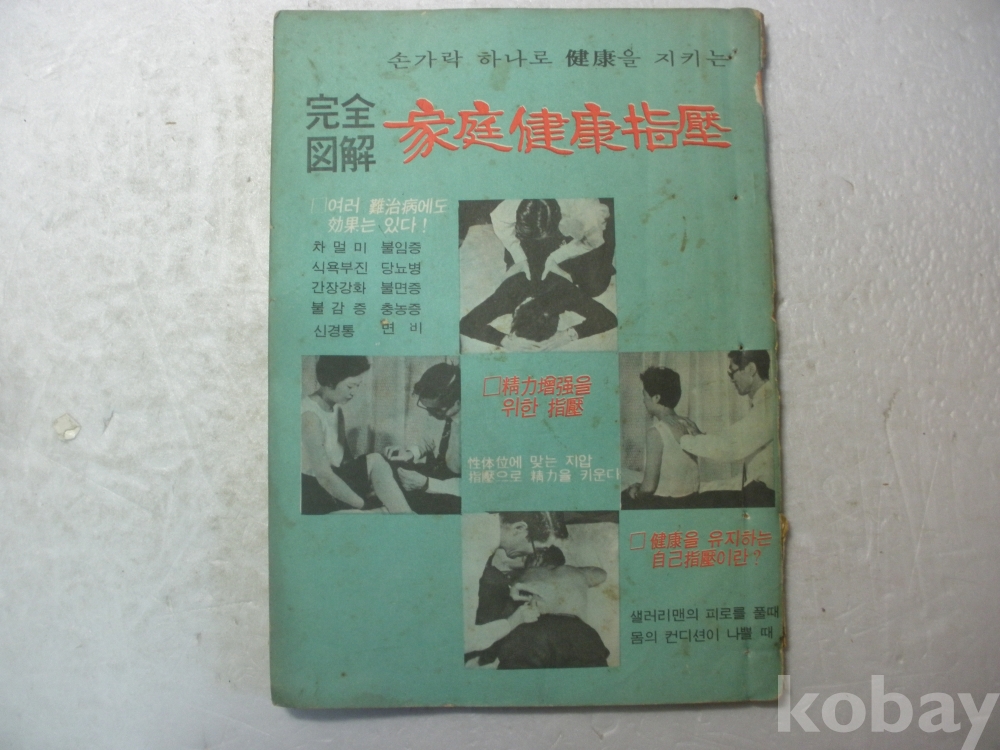 손가락 하나로 健康을 지키는
完全
図解
家庭健康指壓
□여러 難治病에도
効果는 있다!
차멀미 불임증
식욕부진 당뇨병
간장강화 불면증
불감증 충농증
신경통 변비
□精力增强을
위한 指壓
性体位에 맞는 지압
指壓으로 精力을 키운다
□健康을 유지하는
自己指壓이란?
샐러리맨의 피로를 풀때
몸의 컨디션이 나쁠 때
kobay